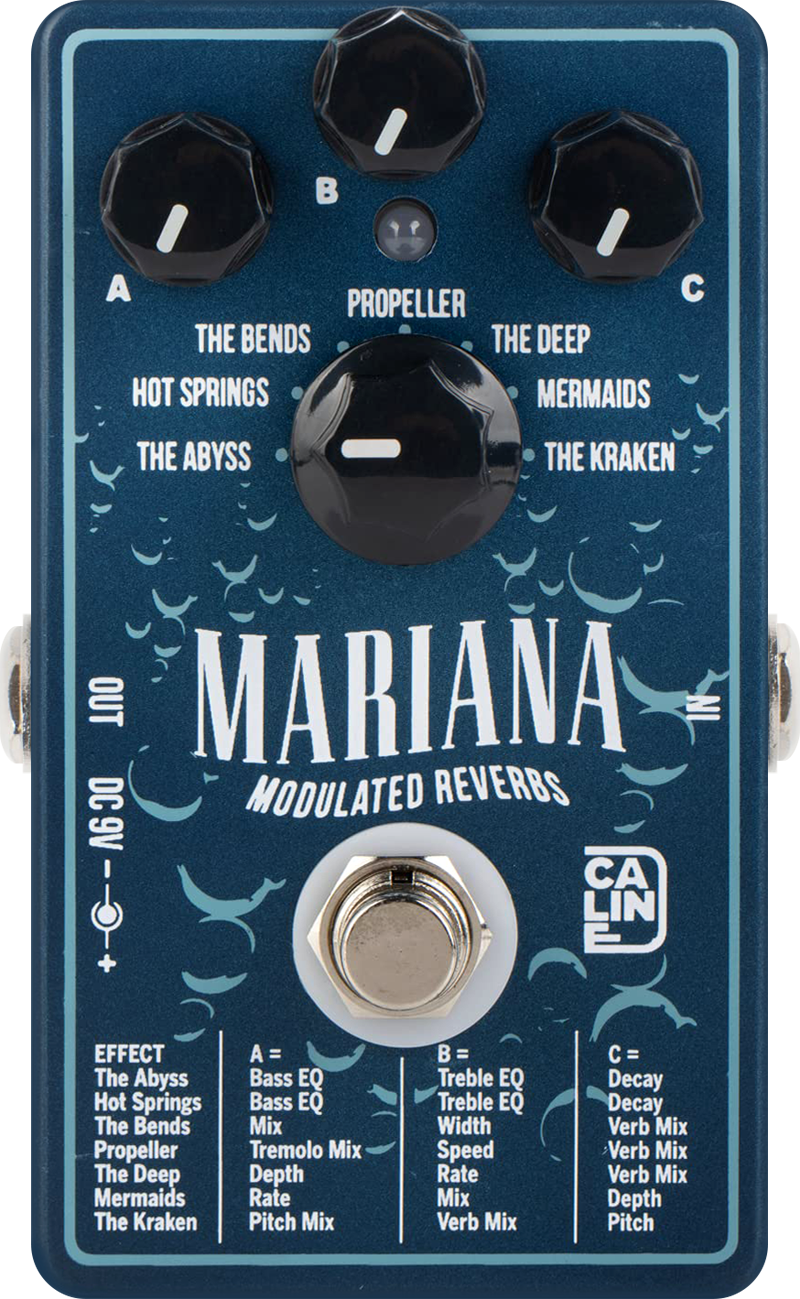 B
A
C
PROPELLER
THE BENDS
THE DEEP
HOT SPRINGS
MERMAIDS
THE ABYSS
THE KRAKEN
MARIANA
MODULATED REVERBS
OUT
IN
DC 9V
- +
CA
LIN
E
EFFECT A = B = C =
The Abyss Bass EQ Treble EQ Decay
Hot Springs Bass EQ Treble EQ Decay
The Bends Mix Width Verb Mix
Propeller Tremolo Mix Speed Verb Mix
The Deep Depth Rate Verb Mix
Mermaids Rate Mix Depth
The Kraken Pitch Mix Verb Mix Pitch